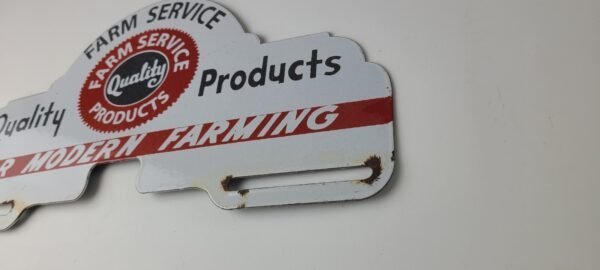 FARM SERVICE
FARM SERVICE
Quality
PRODUCTS
Quality Products
MODERN FARMING